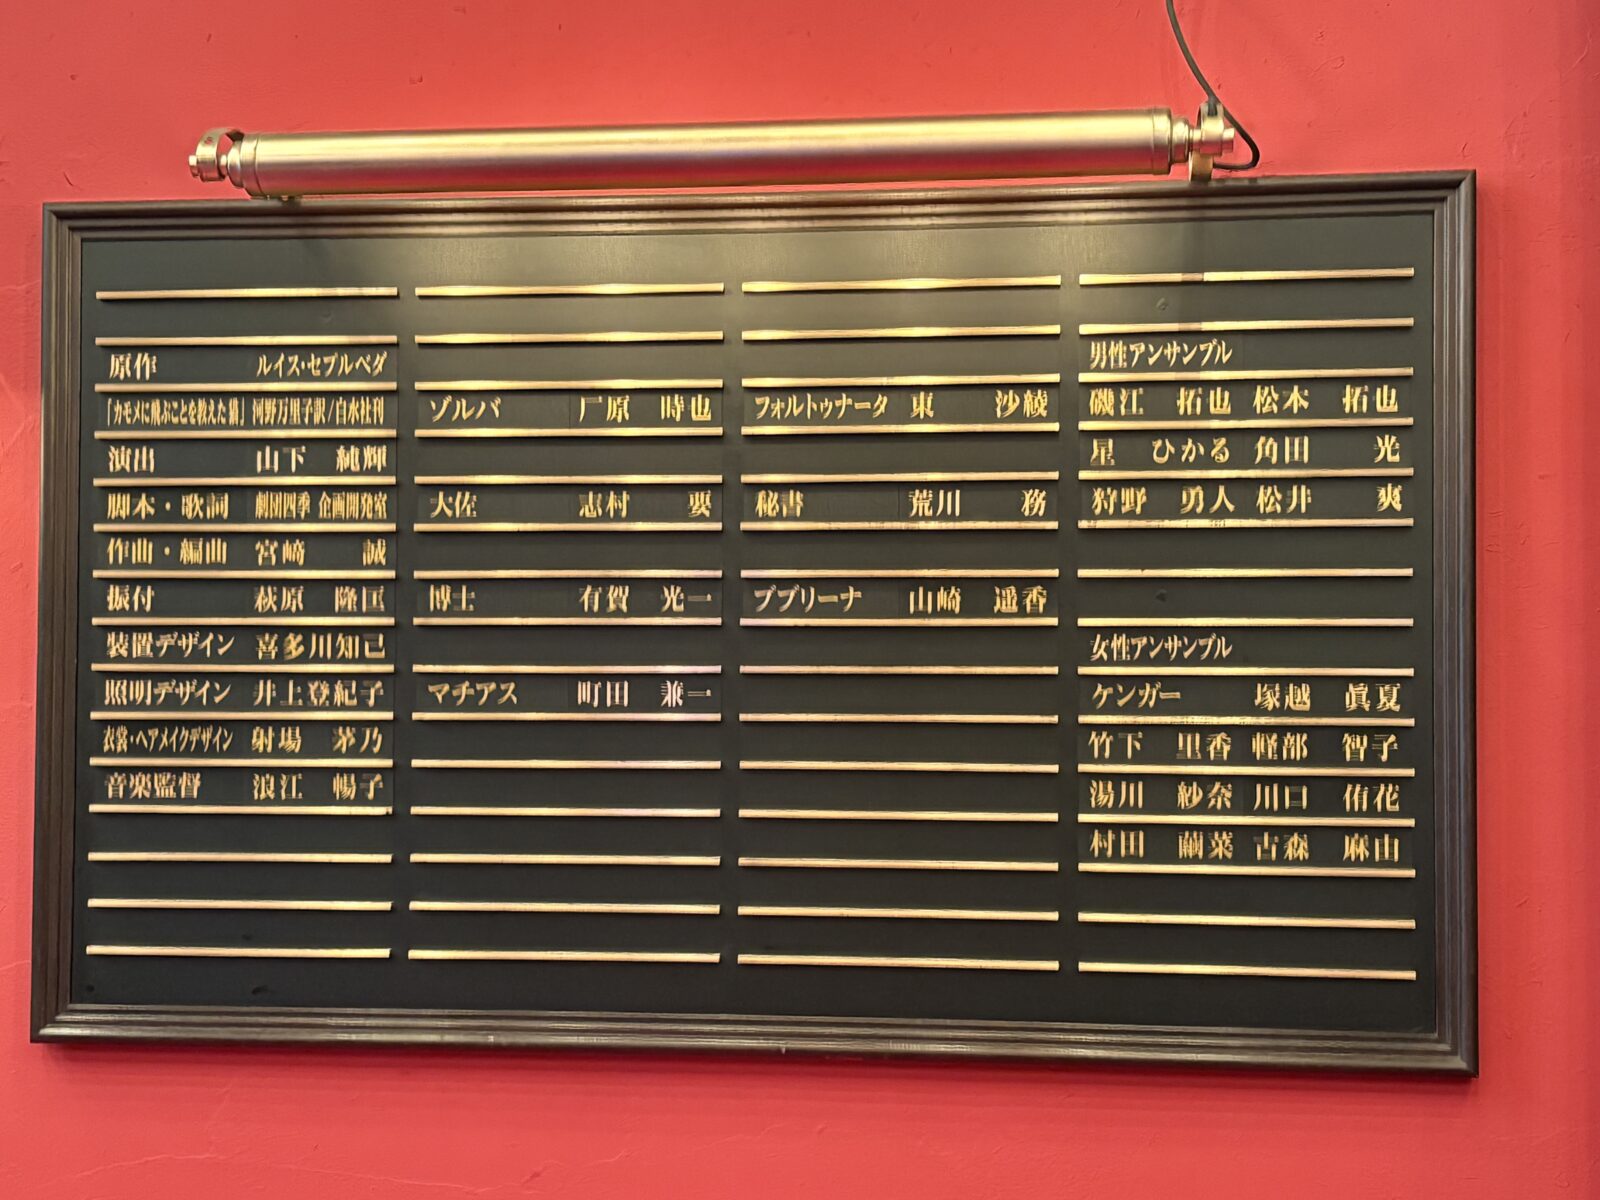 原作 ルイス・セプルベダ
「カモメに飛ぶことを教えた猫」 河野万里子訳/白水社刊
演出 山下 純輝
脚本・歌詞 劇団四季 企画開発室
作曲・編曲 宮﨑 誠
振付 萩原 隆匡
装置デザイン 喜多川知己
照明デザイン 井上登紀子
衣裳・ヘアメイクデザイン 射場 茅乃
音楽監督 浪江 暢子
ゾルバ 厂原 時也
大佐 志村 要
博士 有賀 光一
マチアス 町田 兼一
フォルトゥナータ 東 沙綾
秘書 荒川 務
ブブリーナ 山崎 遥香
男性アンサンブル
磯江 拓也 松木 拓也
星 ひかる 角田 光
狩野 勇人 松井 爽
女性アンサンブル
ケンガー 塚越 眞夏
竹下 里香 軽部 智子
湯川 紗奈 川口 侑花
村田 繭菜 古森 麻由